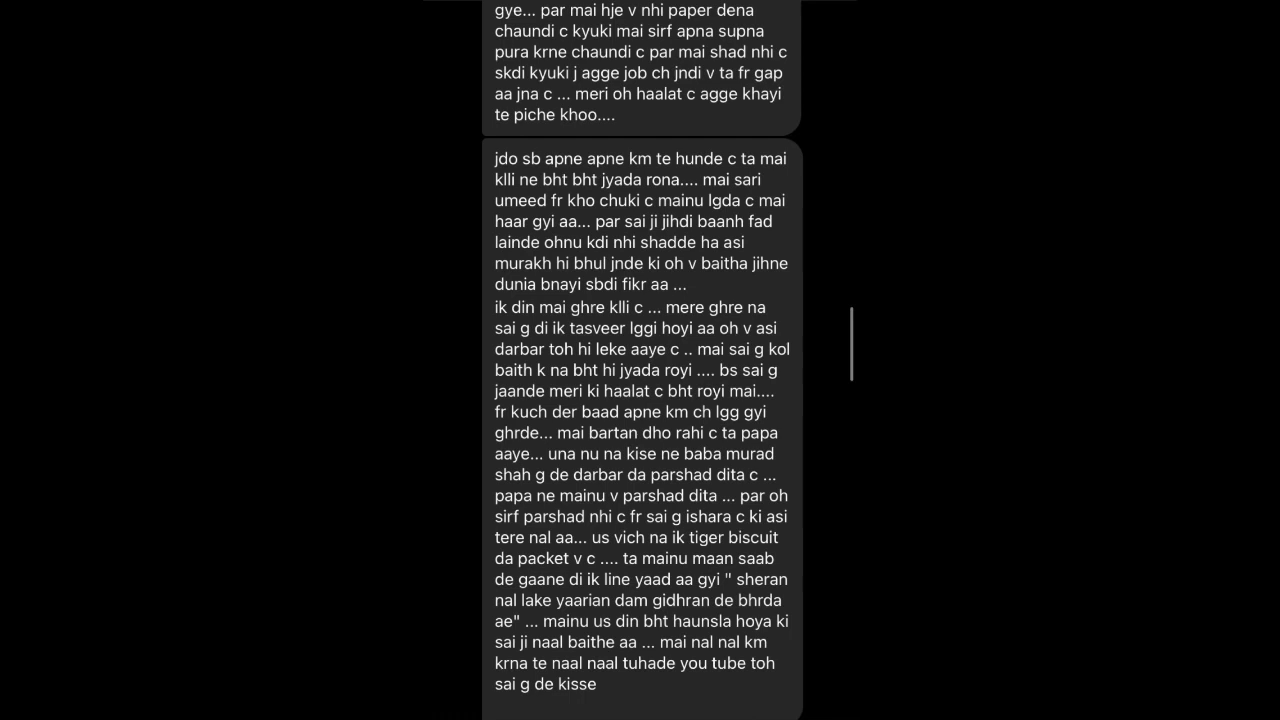 gye... par mai hje v nhi paper dena
chaundi c kyuki mai sirf apna supna
pura krne chaundi c par mai shad nhi c
skdi kyuki j agge job ch jndi v ta fr gap
aa jna c ... meri oh haalat c agge khayi
te piche khoo....
jdo sb apne apne km te hunde c ta mai
klli ne bht bht jyada rona.... mai sari
umeed fr kho chuki c mainu lgda c mai
haar gyi aa... par sai ji jihdi baanh fad
lainde ohnu kdi nhi shadde ha asi
murakh hi bhul jnde ki oh v baitha jihne
dunia bnayi sbdi fikr aa ...
ik din mai ghre klli c ... mere ghre na
sai g di ik tasveer lggi hoyi aa oh v asi
darbar toh hi leke aaye c .. mai sai g kol
baith k na bht hi jyada royi .... bs sai g
jaande meri ki haalat c bht royi mai....
fr kuch der baad apne km ch lgg gyi
ghrde... mai bartan dho rahi c ta papa
aaye... una nu na kise ne baba murad
shah g de darbar da parshad dita c ...
papa ne mainu v parshad dita ... par oh
sirf parshad nhi c fr sai g ishara c ki asi
tere nal aa... us vich na ik tiger biscuit
da packet v c .... ta mainu maan saab
de gaane di ik line yaad aa gyi " sheran
nal lake yaarian dam gidhran de bhrda
ae" ... mainu us din bht haunsla hoya ki
sai ji naal baithe aa ... mai nal nal km
krna te naal naal tuhade you tube toh
sai g de kisse